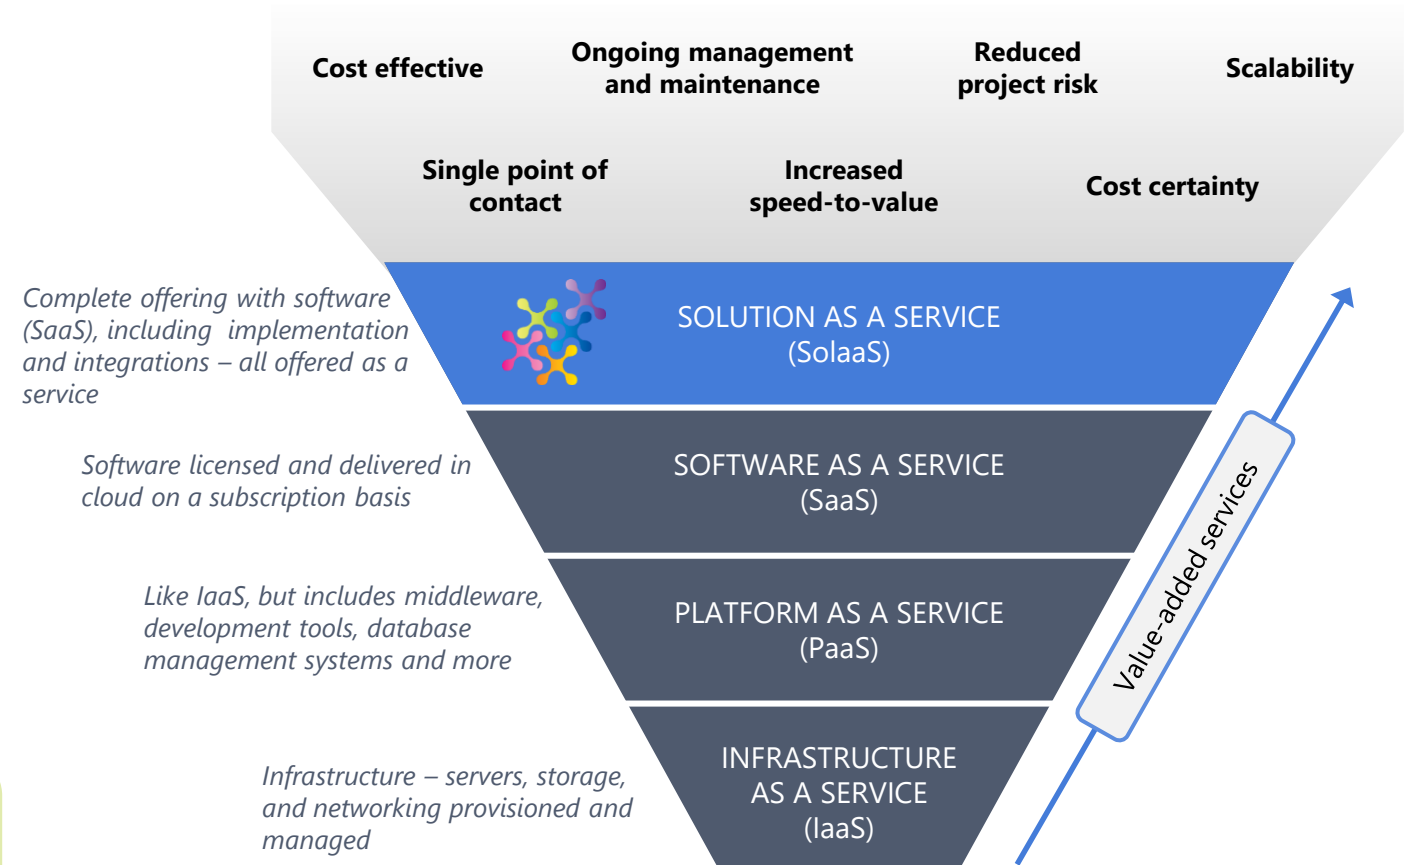 Cost effective
Ongoing management
and maintenance
Reduced
project risk
Scalability
Single point of
contact
Increased
speed-to-value
Cost certainty
Complete offering with software
(SaaS), including implementation
and integrations – all offered as a
service
SOLUTION AS A SERVICE
(SolaaS)
Software licensed and delivered in
cloud on a subscription basis
SOFTWARE AS A SERVICE
(SaaS)
Like IaaS, but includes middleware,
development tools, database
management systems and more
PLATFORM AS A SERVICE
(PaaS)
Infrastructure – servers, storage,
and networking provisioned and
managed
INFRASTRUCTURE
AS A SERVICE
(IaaS)
Value-added services